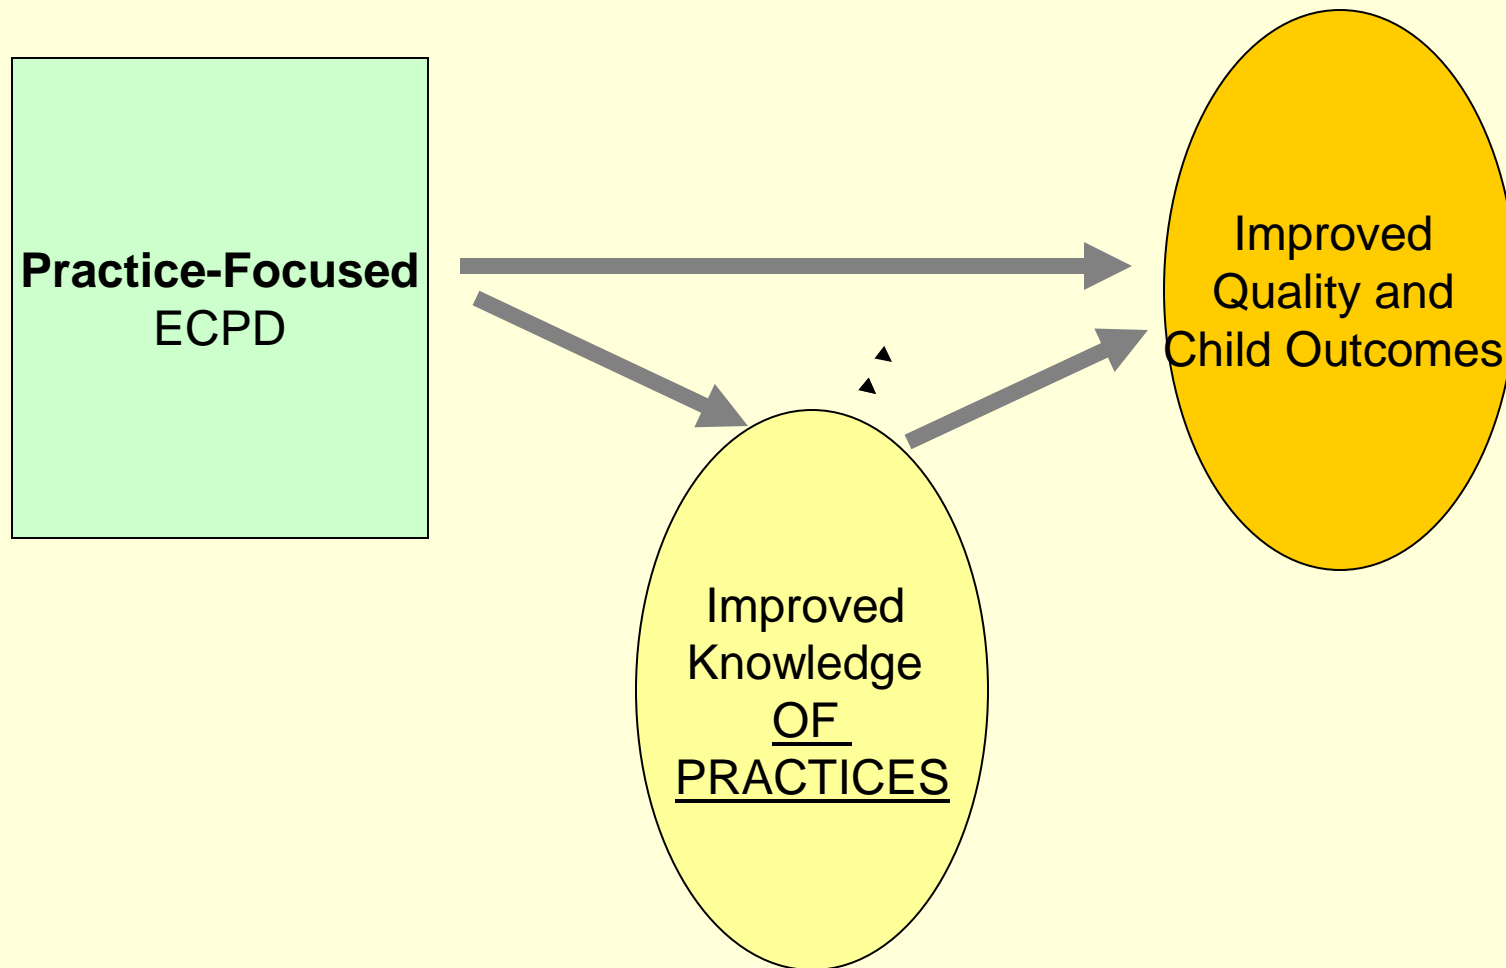 Practice-Focused
ECPD
Improved
Quality and
Child Outcomes
Improved
Knowledge
OF
PRACTICES